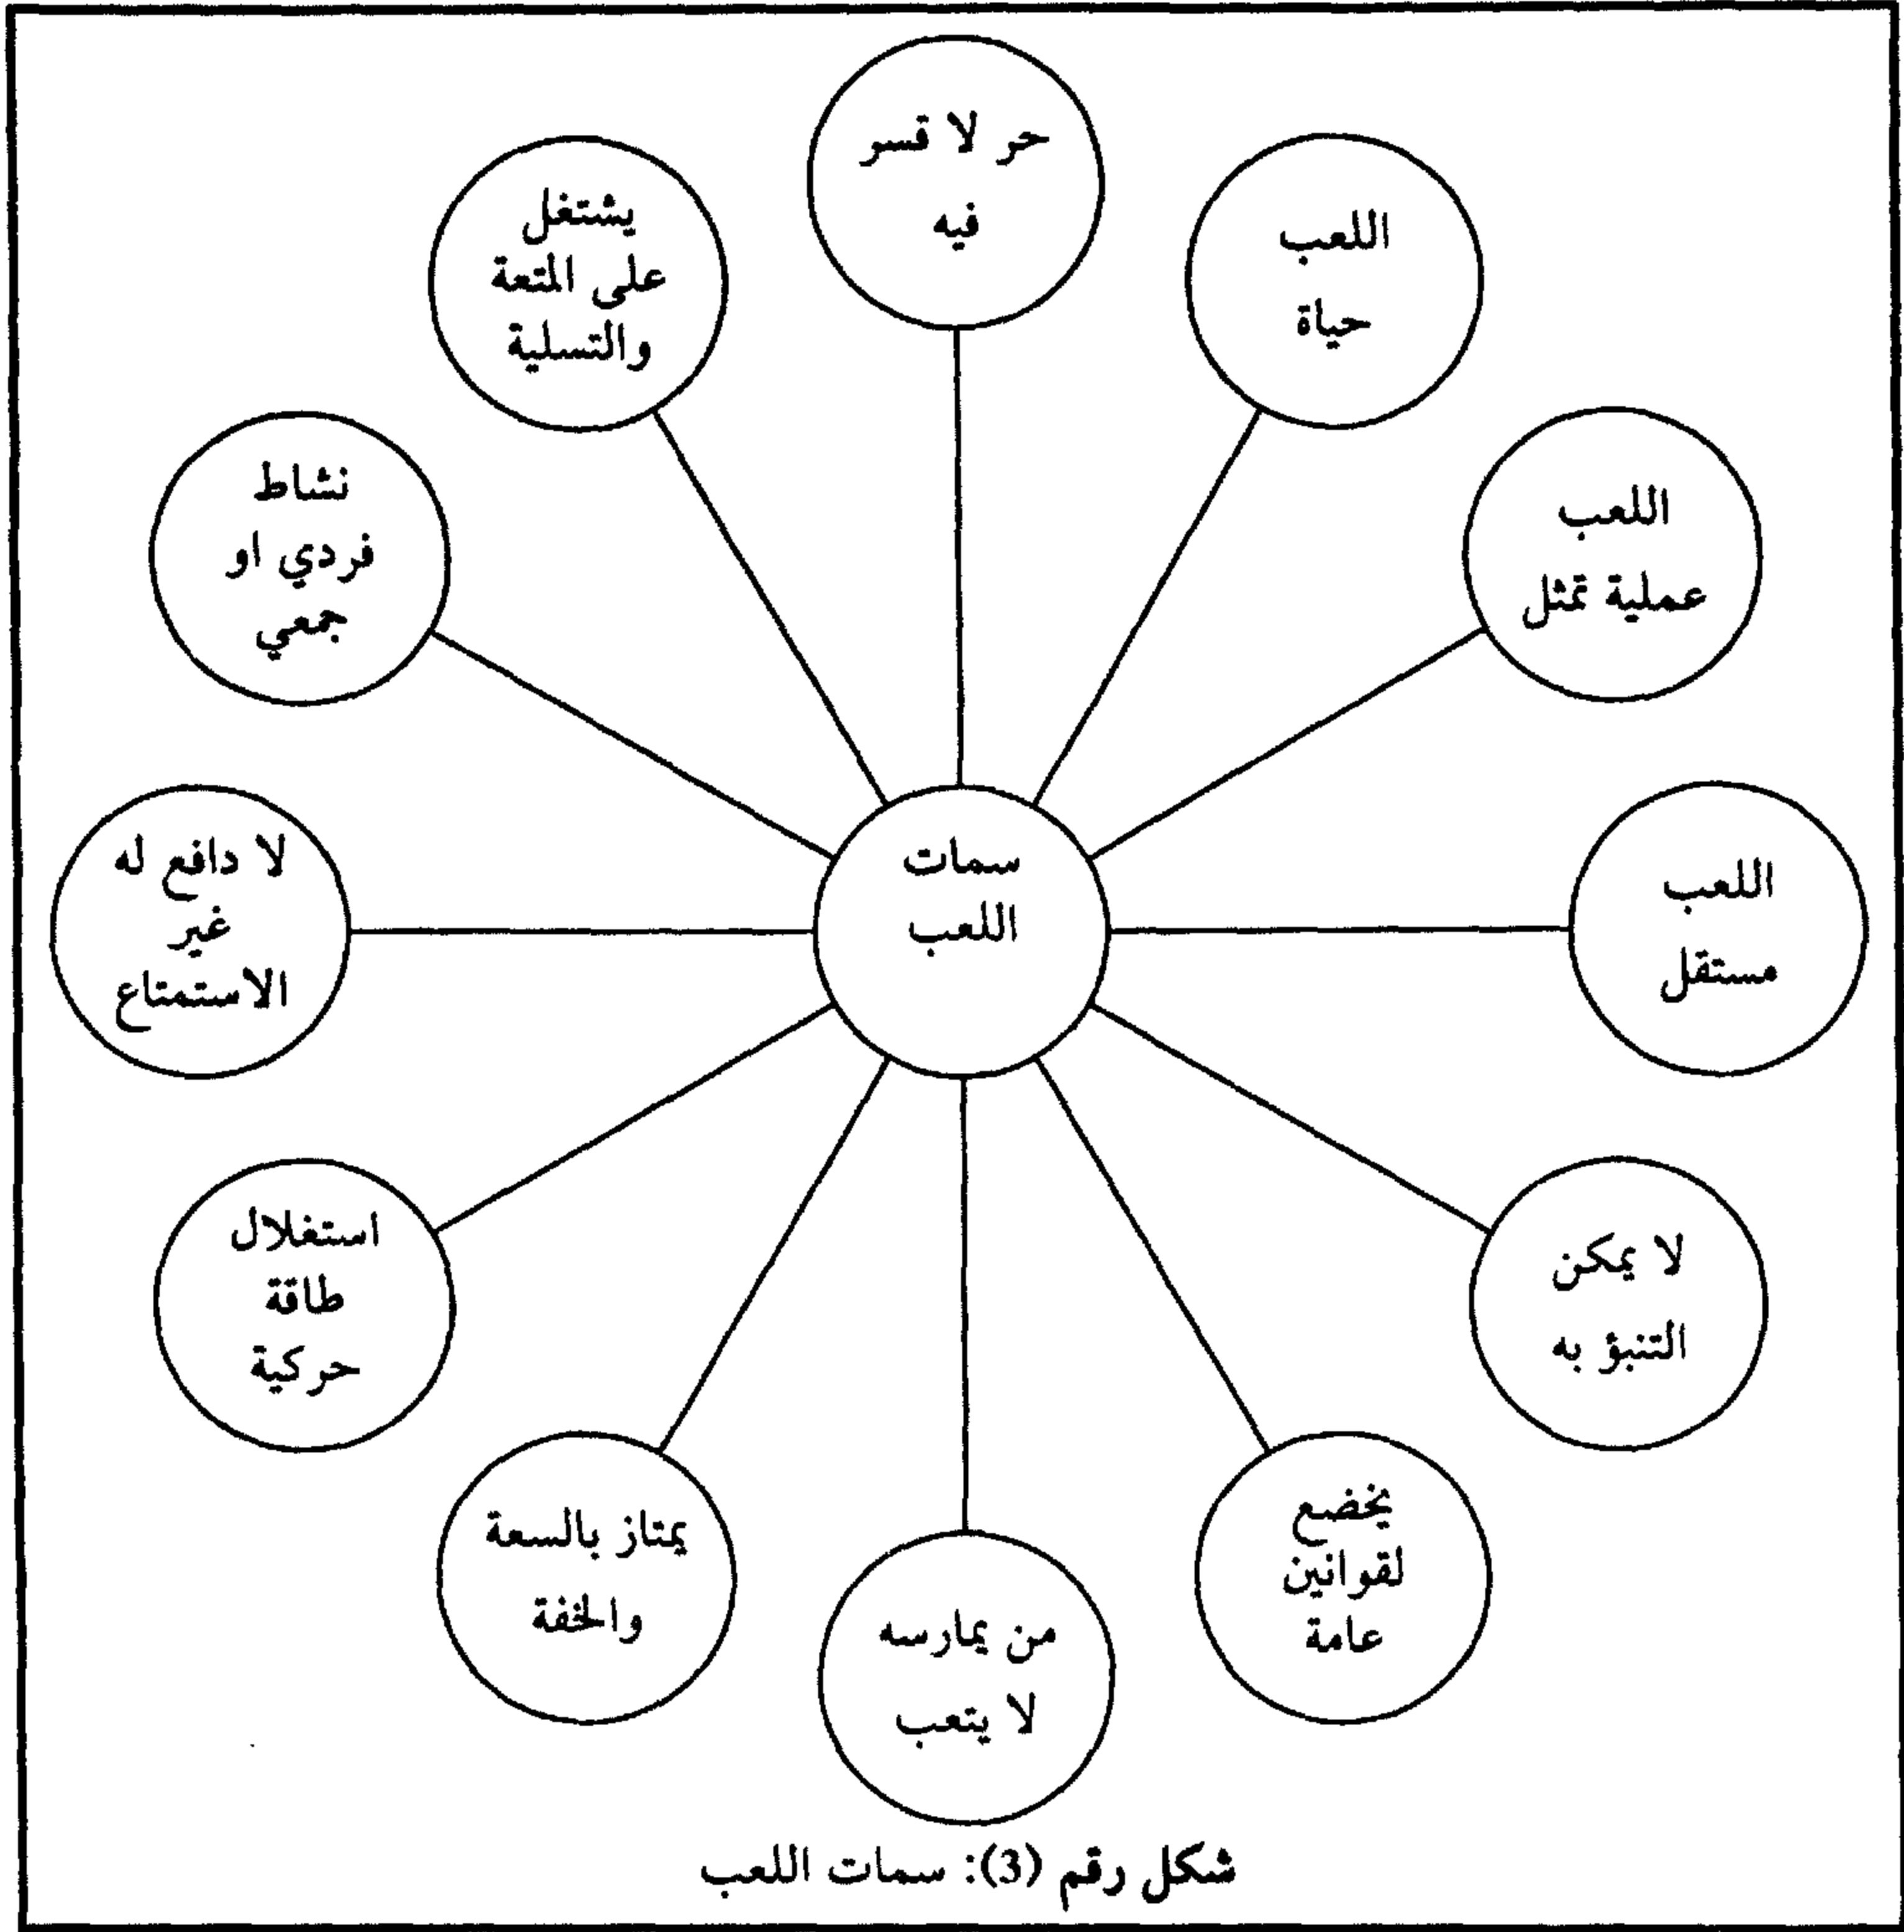 حر لا قسر
فيه
اللعب
حياة
اللعب
عملية تمثل
اللعب
مستقل
لا يمكن
التنبؤ به
يخضع
لقوانين
عامة
من يمارسه
لا يتعب
يمتاز بالسعة
والخفة
استغلال
طاقة
حركية
لا دافع له
غير
الاستمتاع
نشاط
فردي او
جمعي
يشتغل
على المتعة
والتسلية
سمات
اللعب
شكل رقم (3): سمات اللعب